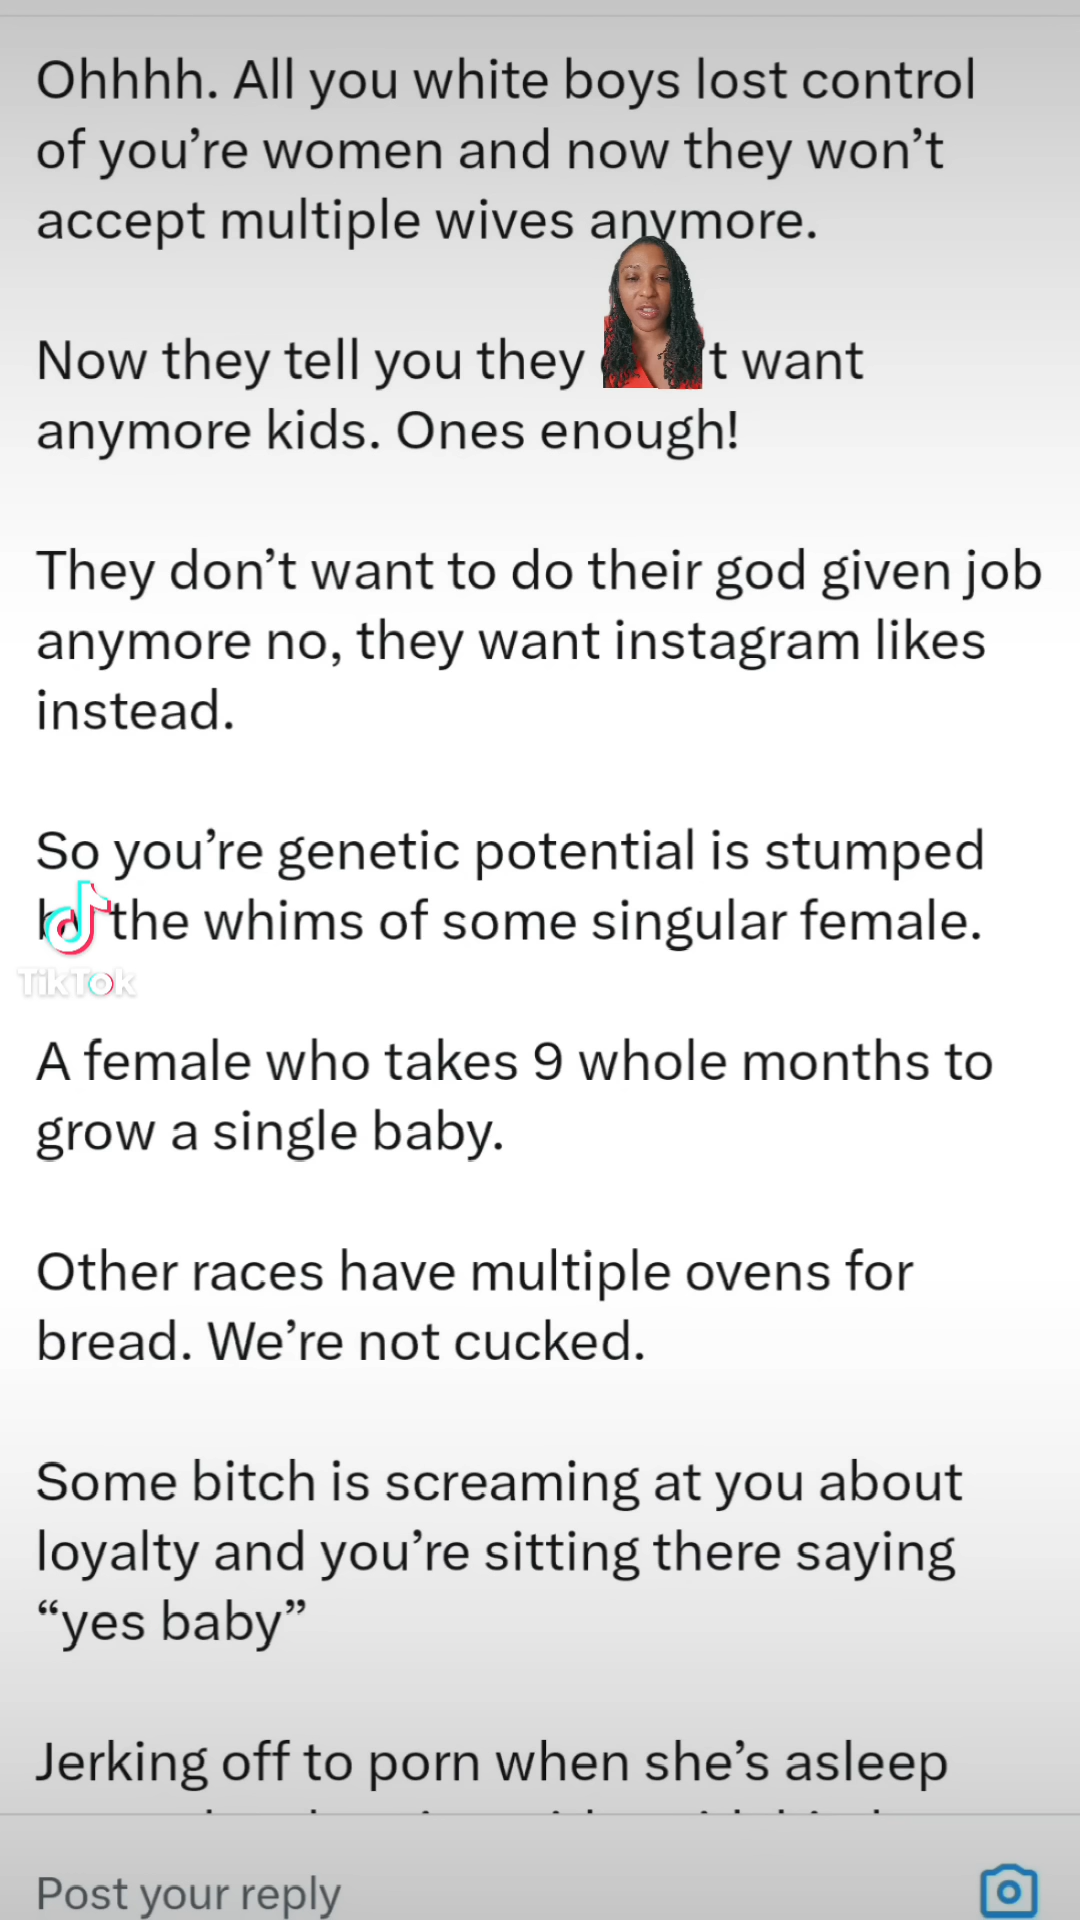 Ohhhh. All you white boys lost control
of you're women and now they won't
accept multiple wives anymore.
Now they tell you they t want
anymore kids. Ones enough!
They don't want to do their god given job
anymore no, they want instagram likes
instead.
So you're genetic potential is stumped
the whims of some singular female.
TikTok
A female who takes 9 whole months to
grow a single baby.
Other races have multiple ovens for
bread. We're not cucked.
Some bitch is screaming at you about
loyalty and you're sitting there saying
“yes baby”
Jerking off to porn when she's asleep
Post your reply